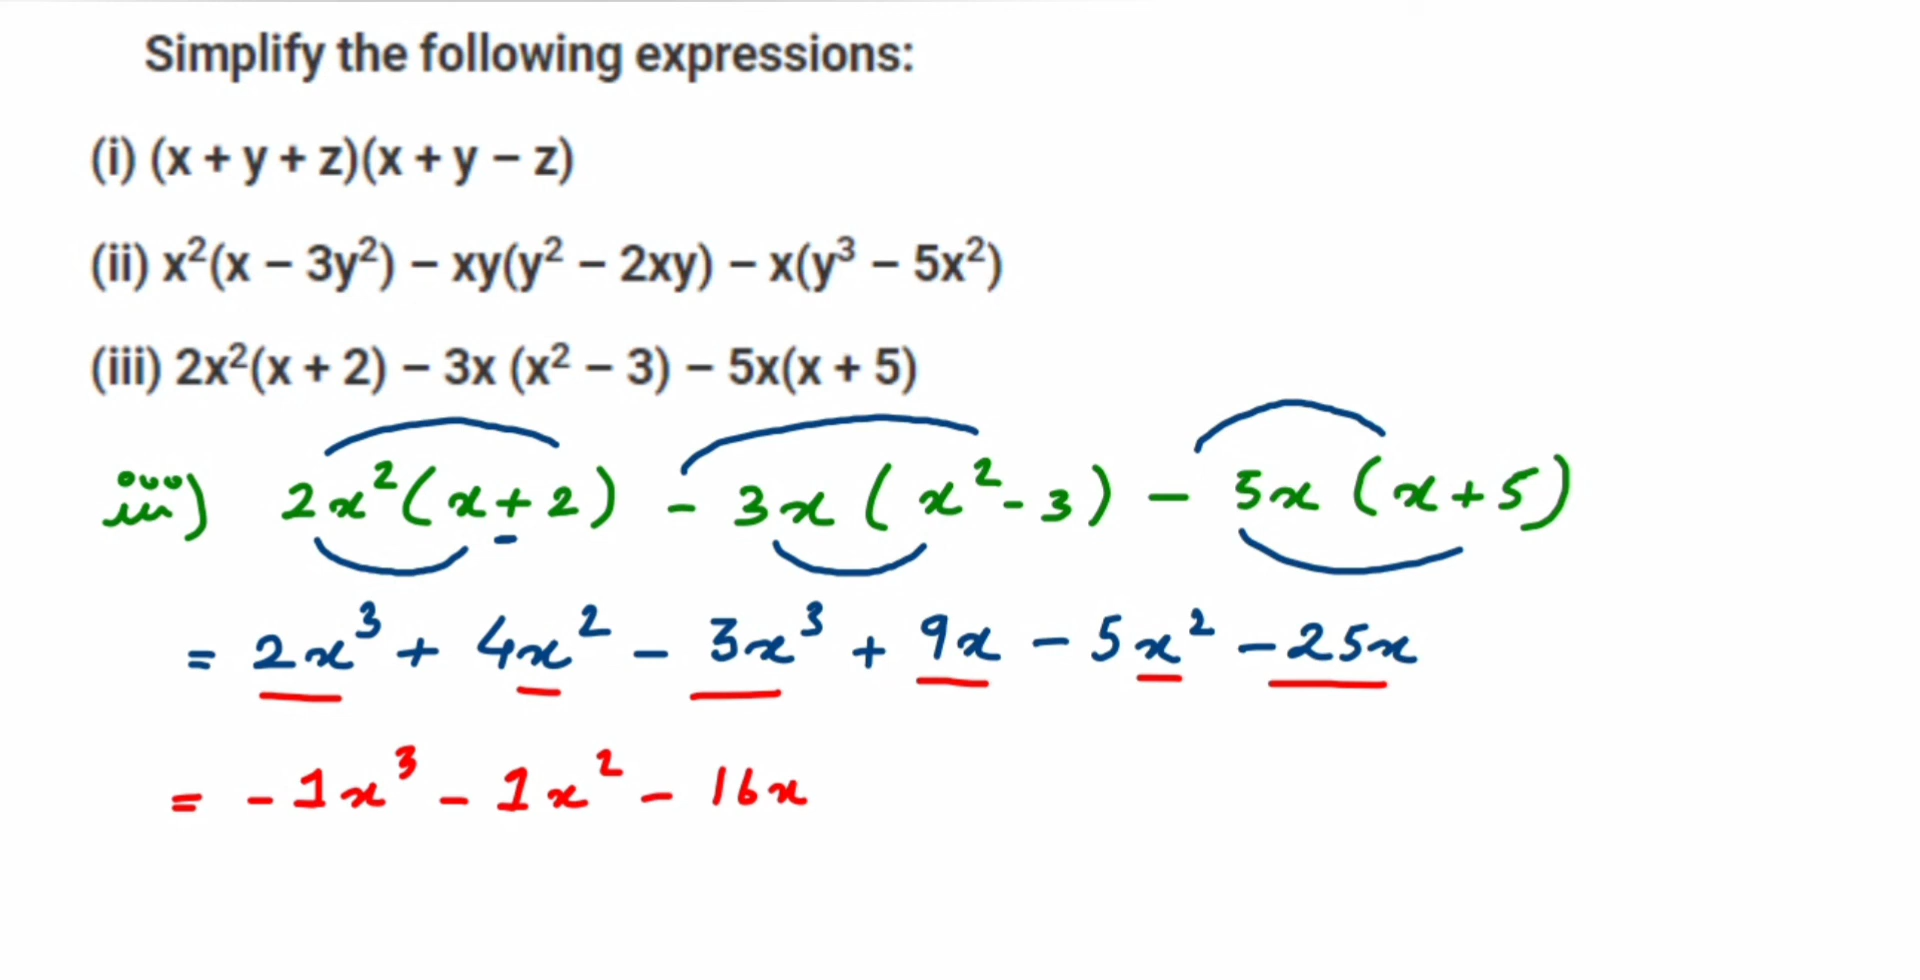 Simplify the following expressions:
(i) (x + y + z)(x + y – z)
(ii) x²(x – 3y²) – xy(y² – 2xy) – x(y³ – 5x²)
(iii) 2x²(x + 2) – 3x (x² – 3) – 5x(x + 5)
iii) 2x²(x+2) - 3x (x²-3) - 5x (x+5)
= 2x³ + 4x² - 3x³ + 9x - 5x² - 25x
= -1x³ - 1x² - 16x